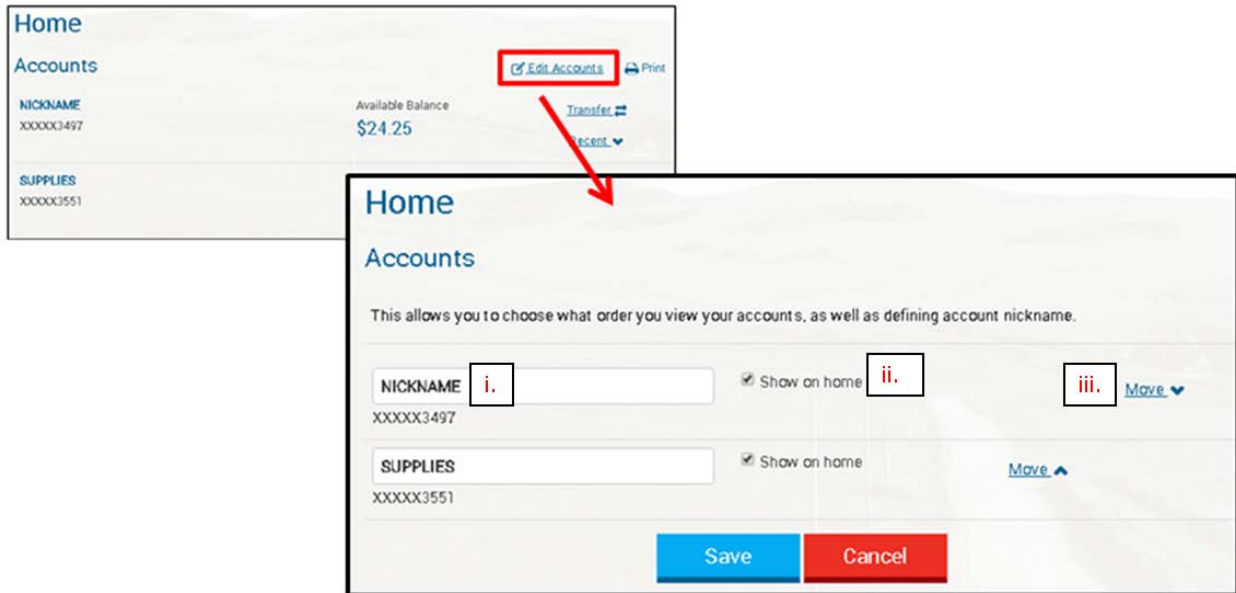 Home
Accounts
Edit Accounts Print
NICKNAME Available Balance Transfer
XXXXX3497 $24.25
Recent
SUPPLIES
XXXXX3551
Home
Accounts
This allows you to choose what order you view your accounts, as well as defining account nickname.
NICKNAME i. Show on home ii. iii. Move
XXXXX3497
SUPPLIES Show on home Move
XXXXX3551
Save Cancel